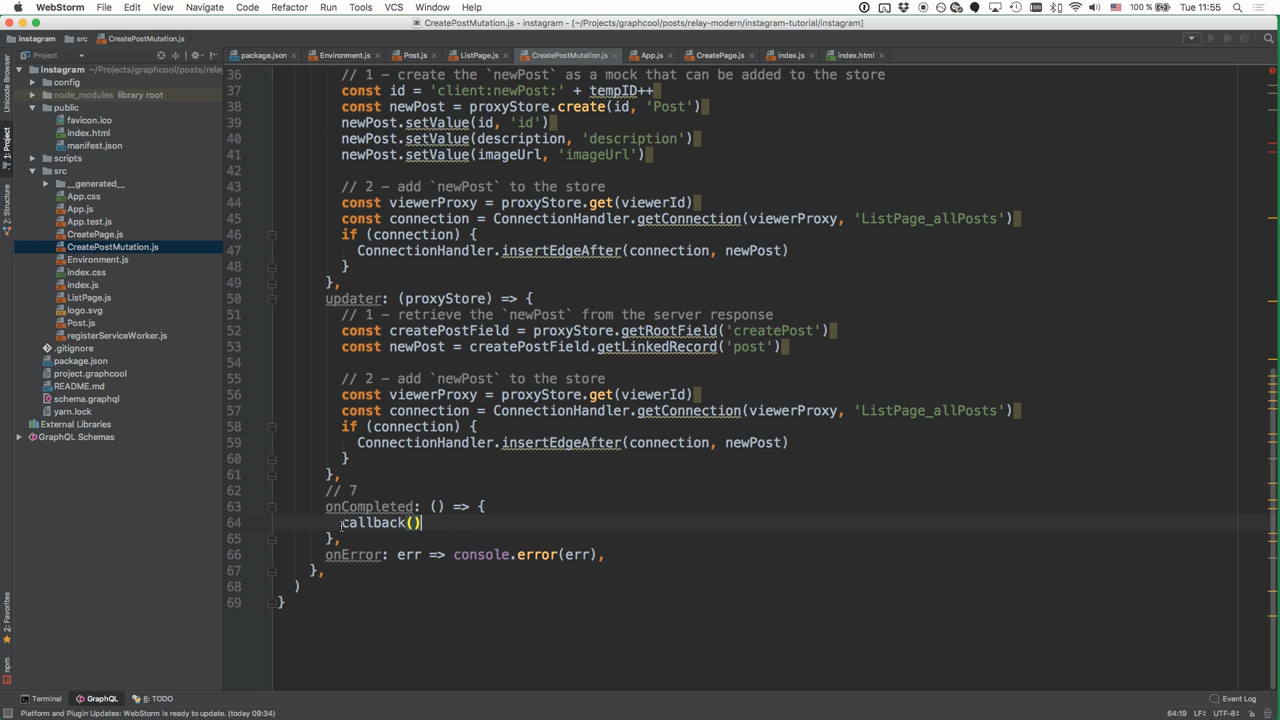 WebStorm File Edit View Navigate Code Refactor Run Tools VCS Window Help 100 % Tue 11:55
CreatePostMutation.js - instagram - [~/Projects/graphcool/posts/relay-modern/instagram-tutorial/instagram]
instagram src CreatePostMutation.js
Project
package.json Environment.js Post.js ListPage.js CreatePostMutation.js App.js CreatePage.js index.js index.html
Instagram ~/Projects/graphcool/posts/relay
config
node_modules library root
public
favicon.ico
index.html
manifest.json
scripts
src
__generated__
App.css
App.js
App.test.js
CreatePage.js
CreatePostMutation.js
Environment.js
index.css
index.js
ListPage.js
logo.svg
Post.js
registerServiceWorker.js
.gitignore
package.json
project.graphcool
README.md
schema.graphql
yarn.lock
External Libraries
GraphQL Schemas
Unicode Browser
1: Project
7: Structure
2: Favorites
npm
36 // 1 – create the `newPost` as a mock that can be added to the store
37 const id = 'client:newPost:' + tempID++
38 const newPost = proxyStore.create(id, 'Post')
39 newPost.setValue(id, 'id')
40 newPost.setValue(description, 'description')
41 newPost.setValue(imageUrl, 'imageUrl')
42
43 // 2 – add `newPost` to the store
44 const viewerProxy = proxyStore.get(viewerId)
45 const connection = ConnectionHandler.getConnection(viewerProxy, 'ListPage_allPosts')
46 if (connection) {
47 ConnectionHandler.insertEdgeAfter(connection, newPost)
48 }
49 },
50 updater: (proxyStore) => {
51 // 1 – retrieve the `newPost` from the server response
52 const createPostField = proxyStore.getRootField('createPost')
53 const newPost = createPostField.getLinkedRecord('post')
54
55 // 2 – add `newPost` to the store
56 const viewerProxy = proxyStore.get(viewerId)
57 const connection = ConnectionHandler.getConnection(viewerProxy, 'ListPage_allPosts')
58 if (connection) {
59 ConnectionHandler.insertEdgeAfter(connection, newPost)
60 }
61 },
62 // 7
63 onCompleted: () => {
64 callback()
65 },
66 onError: err => console.error(err),
67 },
68 )
69 }
Terminal GraphQL 6: TODO Event Log
Platform and Plugin Updates: WebStorm is ready to update. (today 09:34) 64:19 LF÷ UTF-8÷